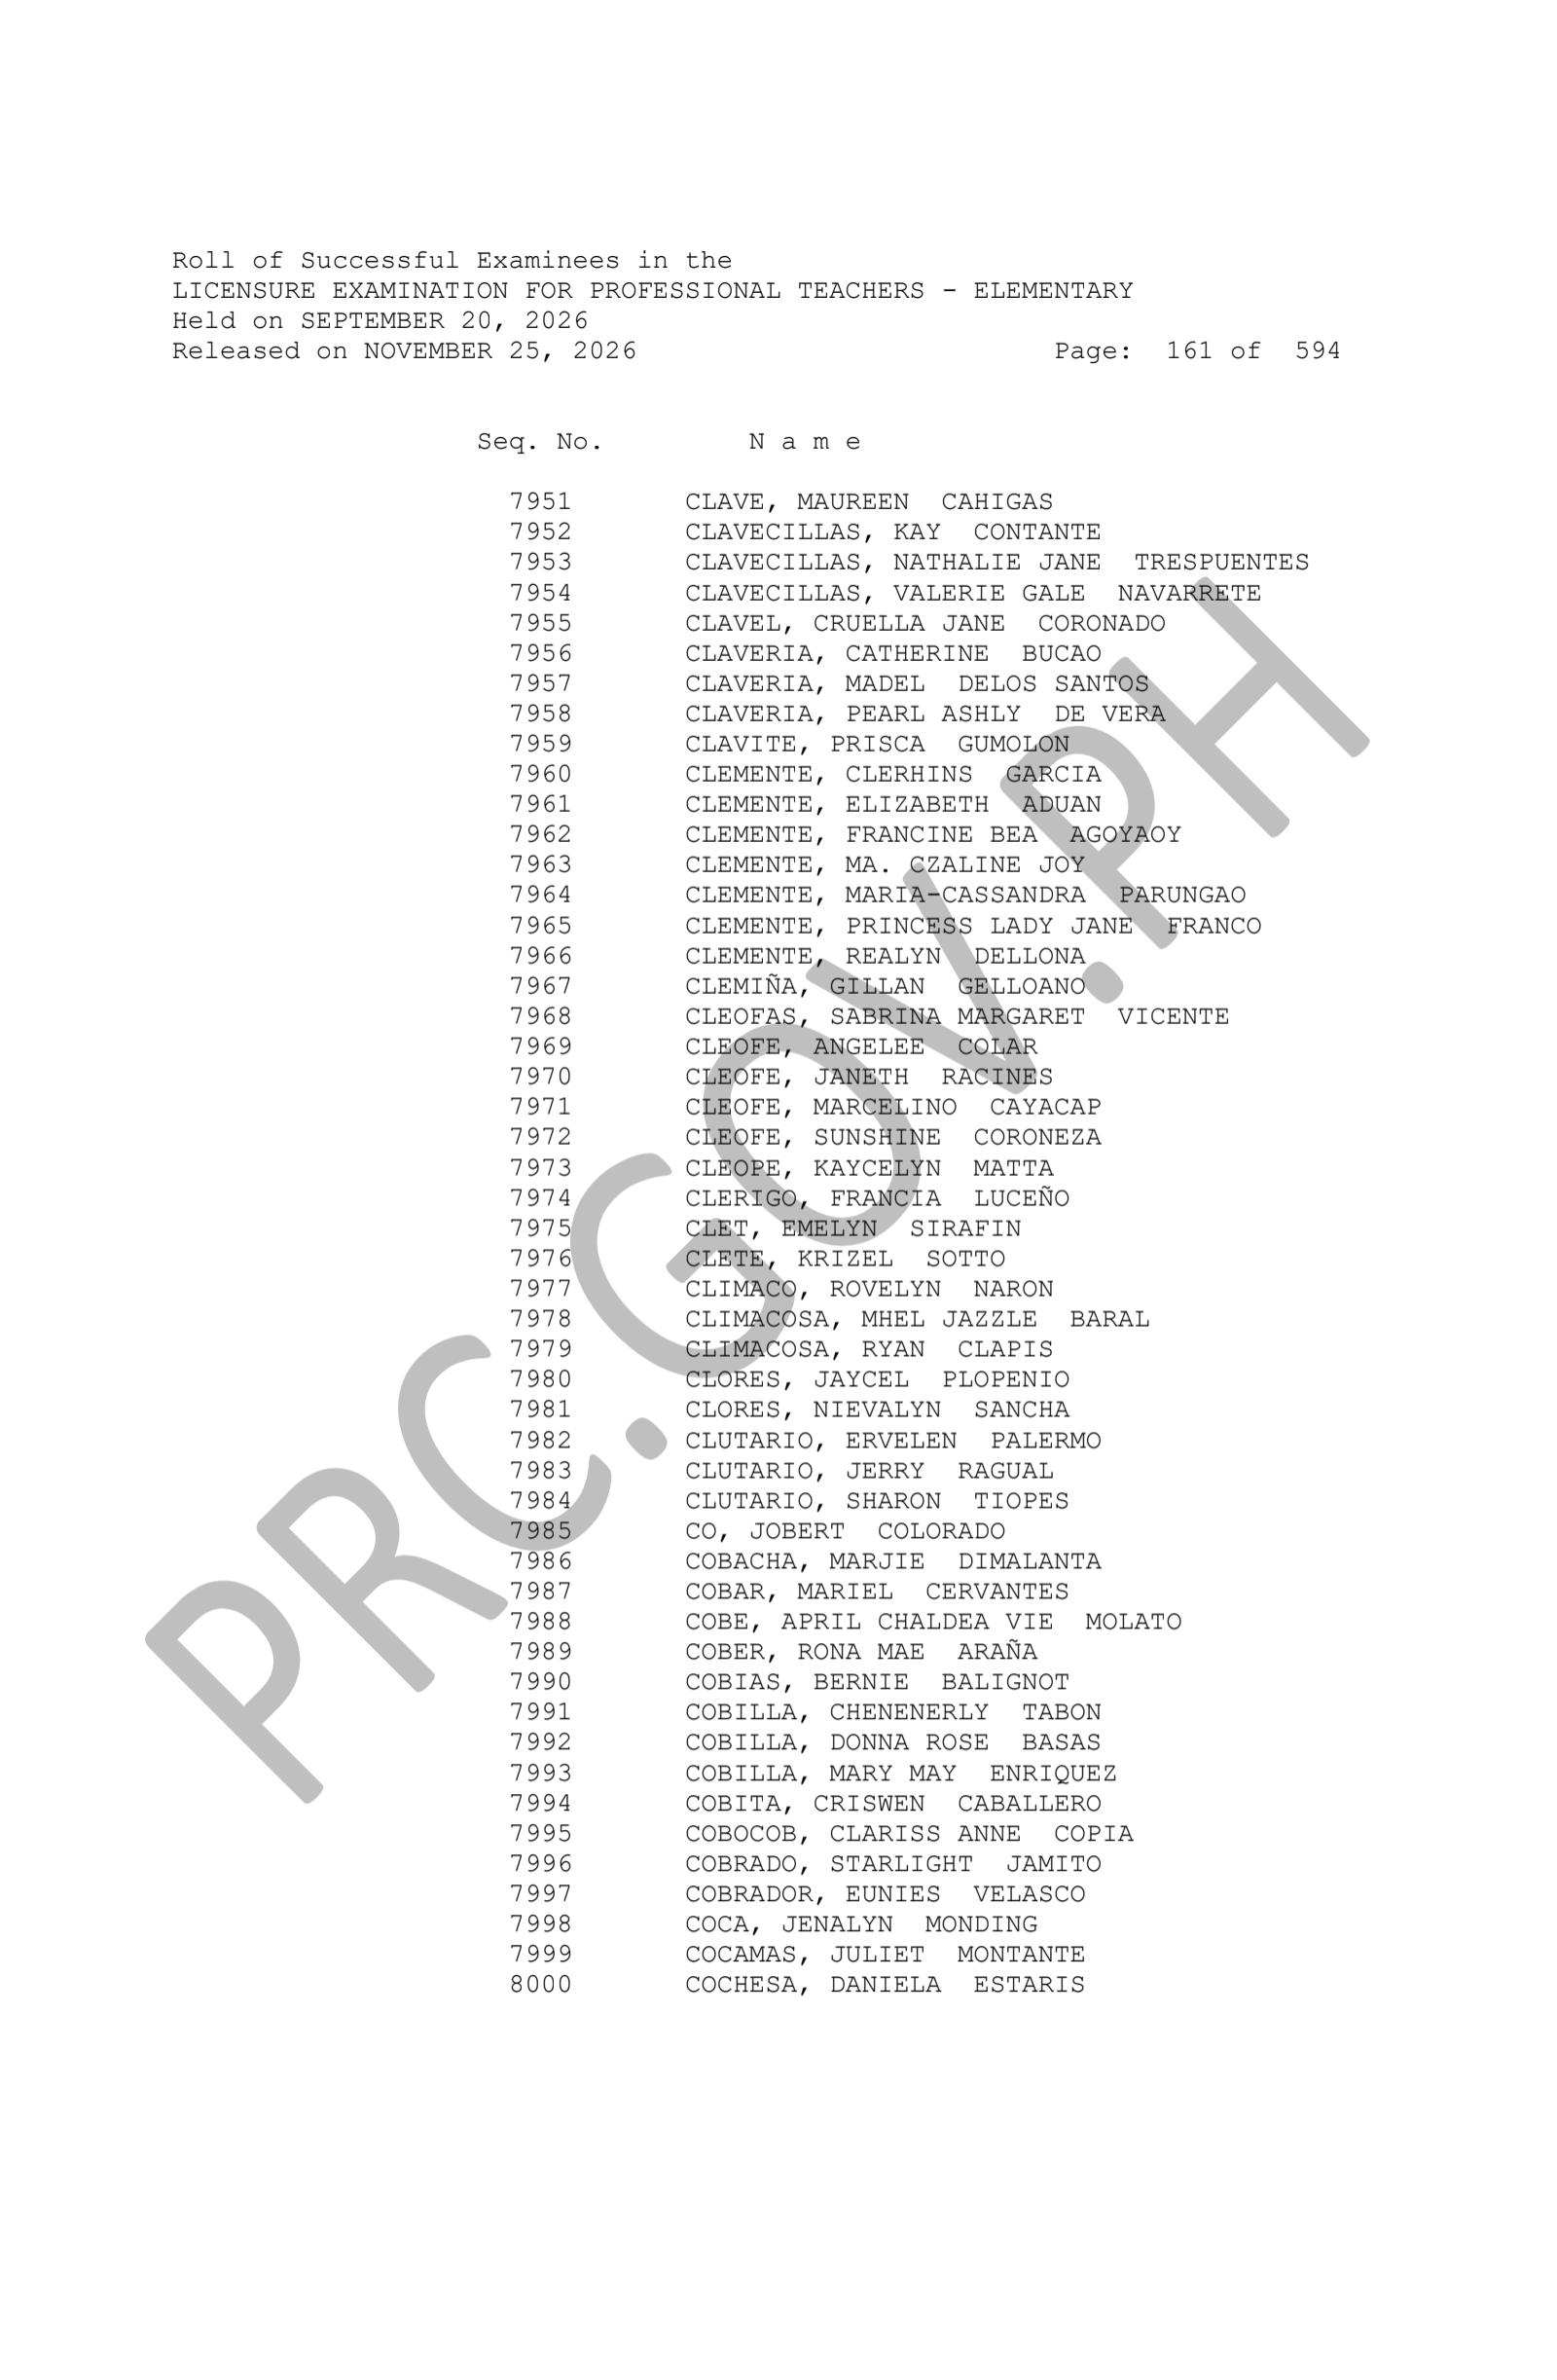 Roll of Successful Examinees in the
LICENSURE EXAMINATION FOR PROFESSIONAL TEACHERS - ELEMENTARY
Held on SEPTEMBER 20, 2026
Released on NOVEMBER 25, 2026 Page: 161 of 594
Seq. No. N a m e
7951 CLAVE, MAUREEN CAHIGAS
7952 CLAVECILLAS, KAY CONTANTE
7953 CLAVECILLAS, NATHALIE JANE TRESPUENTES
7954 CLAVECILLAS, VALERIE GALE NAVARRETE
7955 CLAVEL, CRUELLA JANE CORONADO
7956 CLAVERIA, CATHERINE BUCAO
7957 CLAVERIA, MADEL DELOS SANTOS
7958 CLAVERIA, PEARL ASHLY DE VERA
7959 CLAVITE, PRISCA GUMOLON
7960 CLEMENTE, CLERHINS GARCIA
7961 CLEMENTE, ELIZABETH ADUAN
7962 CLEMENTE, FRANCINE BEA AGOYAOY
7963 CLEMENTE, MA. CZALINE JOY
7964 CLEMENTE, MARIA-CASSANDRA PARUNGAO
7965 CLEMENTE, PRINCESS LADY JANE FRANCO
7966 CLEMENTE, REALYN DELLONA
7967 CLEMIÑA, GILLAN GELLOANO
7968 CLEOFAS, SABRINA MARGARET VICENTE
7969 CLEOFE, ANGELEE COLAR
7970 CLEOFE, JANETH RACINES
7971 CLEOFE, MARCELINO CAYACAP
7972 CLEOFE, SUNSHINE CORONEZA
7973 CLEOPE, KAYCELYN MATTA
7974 CLERIGO, FRANCIA LUCEÑO
7975 CLET, EMELYN SIRAFIN
7976 CLETE, KRIZEL SOTTO
7977 CLIMACO, ROVELYN NARON
7978 CLIMACOSA, MHEL JAZZLE BARAL
7979 CLIMACOSA, RYAN CLAPIS
7980 CLORES, JAYCEL PLOPENIO
7981 CLORES, NIEVALYN SANCHA
7982 CLUTARIO, ERVELEN PALERMO
7983 CLUTARIO, JERRY RAGUAL
7984 CLUTARIO, SHARON TIOPES
7985 CO, JOBERT COLORADO
7986 COBACHA, MARJIE DIMALANTA
7987 COBAR, MARIEL CERVANTES
7988 COBE, APRIL CHALDEA VIE MOLATO
7989 COBER, RONA MAE ARAÑA
7990 COBIAS, BERNIE BALIGNOT
7991 COBILLA, CHENENERLY TABON
7992 COBILLA, DONNA ROSE BASAS
7993 COBILLA, MARY MAY ENRIQUEZ
7994 COBITA, CRISWEN CABALLERO
7995 COBOCOB, CLARISS ANNE COPIA
7996 COBRADO, STARLIGHT JAMITO
7997 COBRADOR, EUNIES VELASCO
7998 COCA, JENALYN MONDING
7999 COCAMAS, JULIET MONTANTE
8000 COCHESA, DANIELA ESTARIS
PRC.GOV.PH